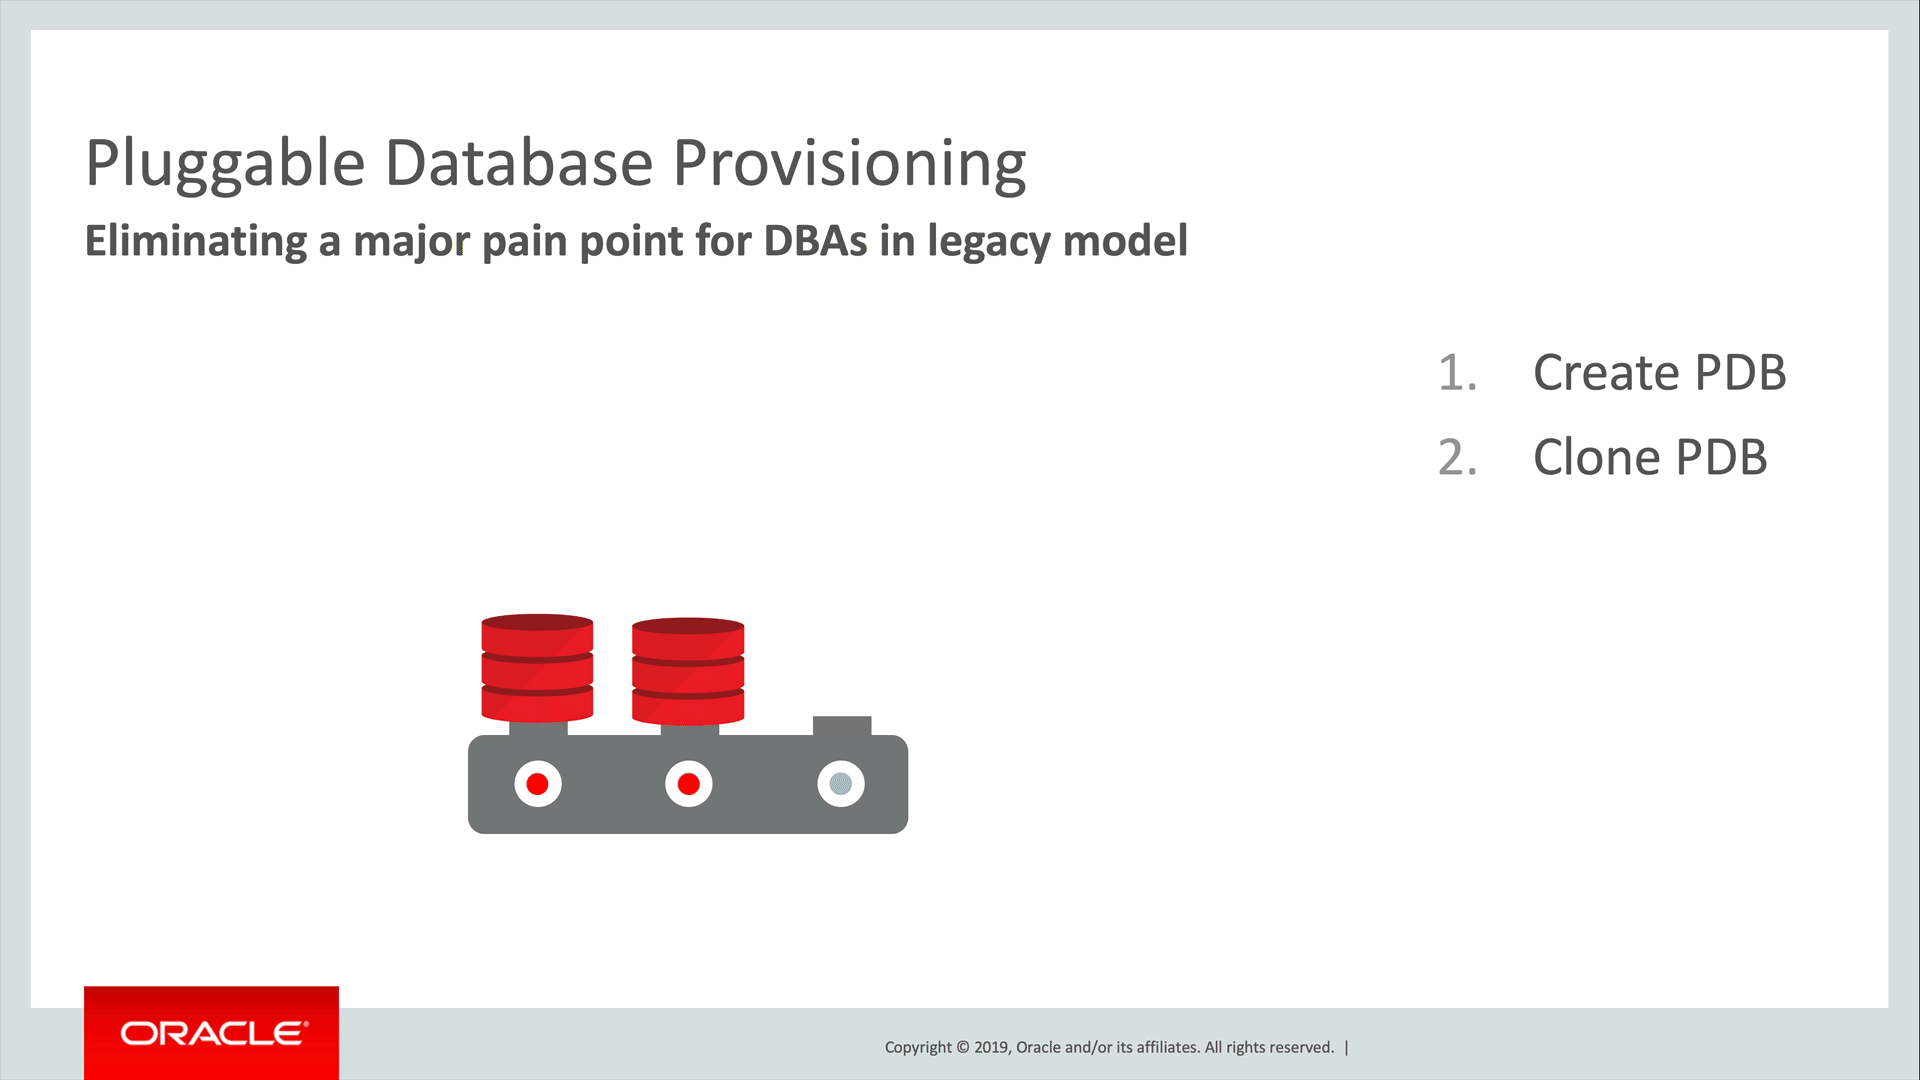 Pluggable Database Provisioning
Eliminating a major pain point for DBAs in legacy model
1. Create PDB
2. Clone PDB
ORACLE®
Copyright © 2019, Oracle and/or its affiliates. All rights reserved. |